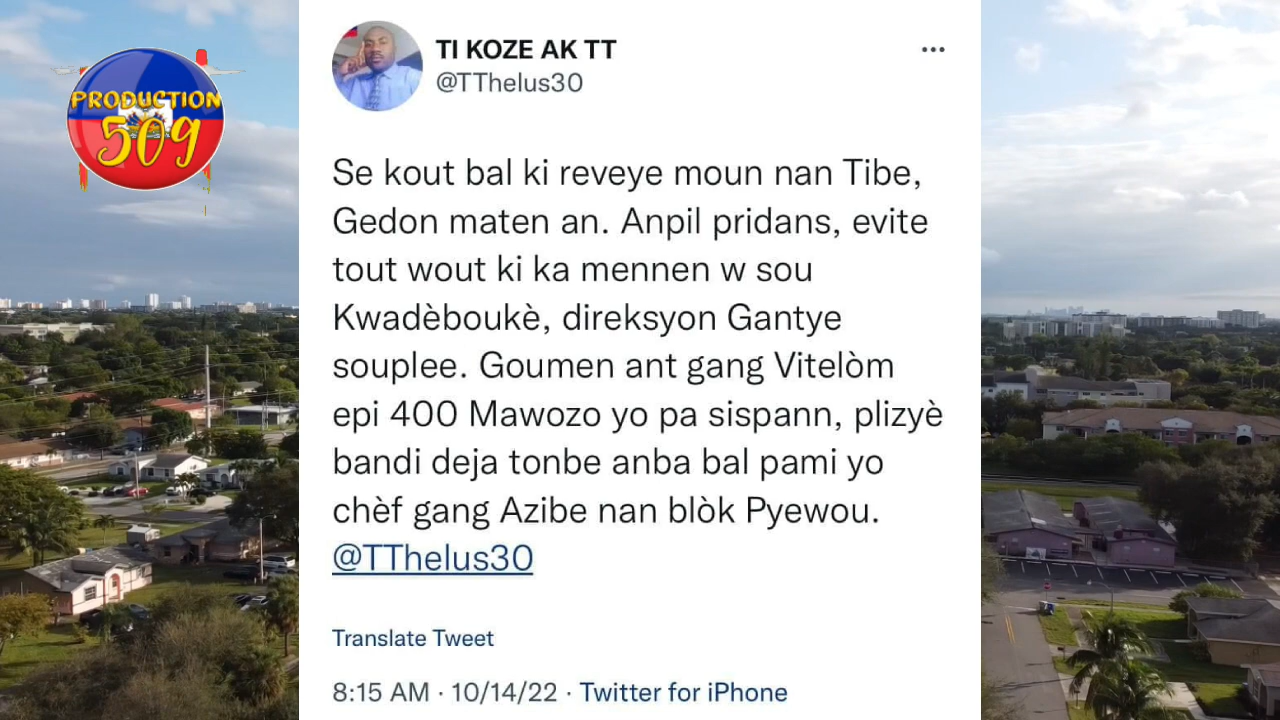 PRODUCTION
509
TI KOZE AK TT
@TThelus30
Se kout bal ki reveye moun nan Tibe,
Gedon maten an. Anpil pridans, evite
tout wout ki ka mennen w sou
Kwadèboukè, direksyon Gantye
souplee. Goumen ant gang Vitelòm
epi 400 Mawozo yo pa sispann, plizyè
bandi deja tonbe anba bal pami yo
chèf gang Azibe nan blòk Pyewou.
@TThelus30
Translate Tweet
8:15 AM · 10/14/22 · Twitter for iPhone